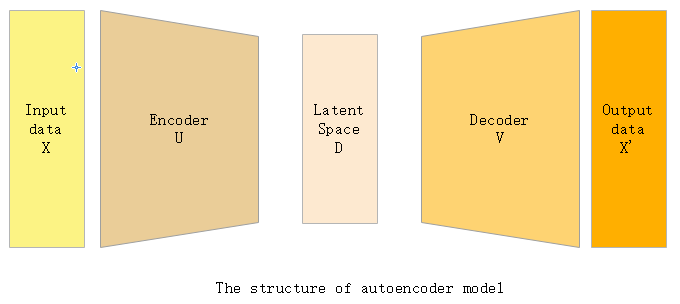 Input
data
X
Encoder
U
Latent
Space
D
Decoder
V
Output
data
X'
The structure of autoencoder model